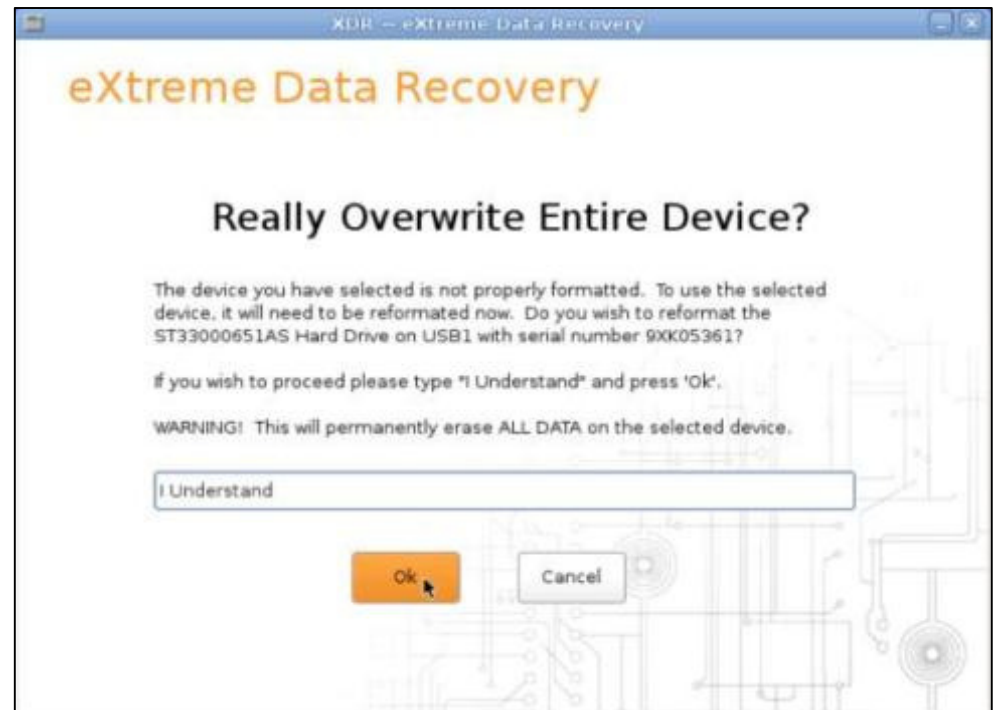 XDR - eXtreme Data Recovery
eXtreme Data Recovery
Really Overwrite Entire Device?
The device you have selected is not properly formatted. To use the selected
device, it will need to be reformated now. Do you wish to reformat the
ST33000651AS Hard Drive on USB1 with serial number 9XK05361?
If you wish to proceed please type "I Understand" and press 'Ok'.
WARNING! This will permanently erase ALL DATA on the selected device.
I Understand
Ok
Cancel